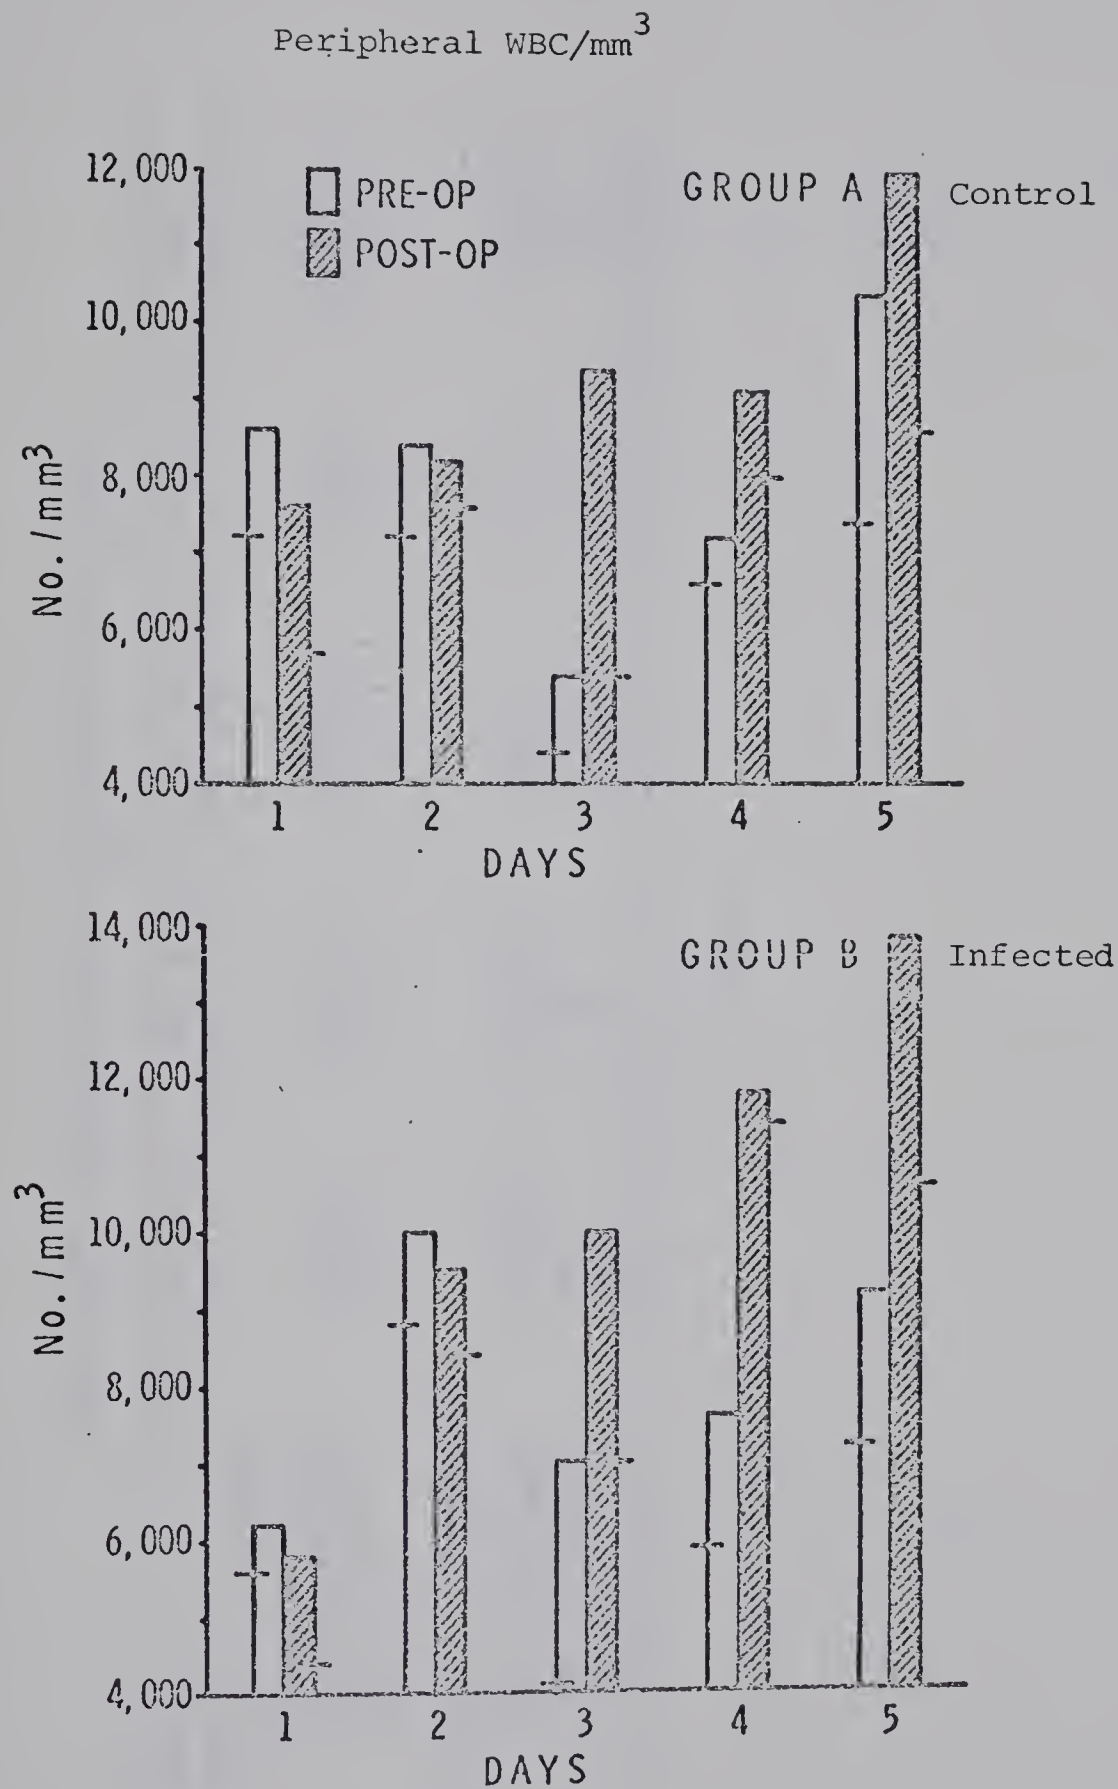 Peripheral WBC/mm³
12,000
10,000
8,000
6,000
4,000
No./mm³
PRE-OP
POST-OP
GROUP A Control
1 2 3 4 5
DAYS
14,000
12,000
10,000
8,000
6,000
4,000
No./mm³
GROUP B Infected
1 2 3 4 5
DAYS